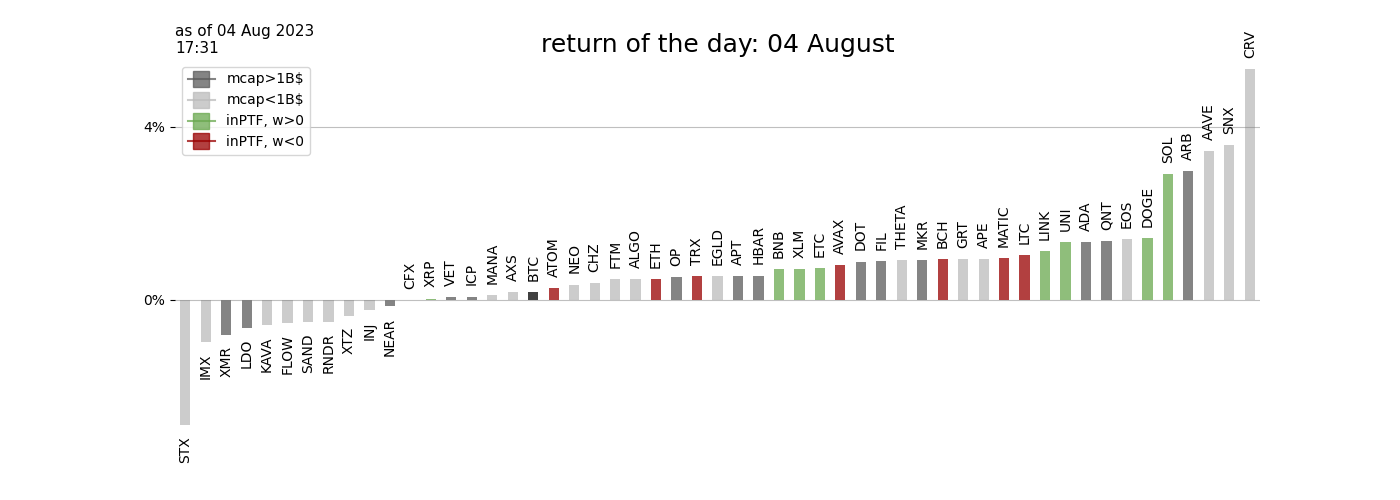 as of 04 Aug 2023
17:31
return of the day: 04 August
mcap>1B$
mcap<1B$
inPTF, w>0
inPTF, w<0
4%
0%
STX
IMX
XMR
LDO
KAVA
FLOW
SAND
RNDR
XTZ
INJ
NEAR
CFX
XRP
VET
ICP
MANA
AXS
BTC
ATOM
NEO
CHZ
FTM
ALGO
ETH
OP
TRX
EGLD
APT
HBAR
BNB
XLM
ETC
AVAX
DOT
FIL
THETA
MKR
BCH
GRT
APE
MATIC
LTC
LINK
UNI
ADA
QNT
EOS
DOGE
SOL
ARB
AAVE
SNX
CRV